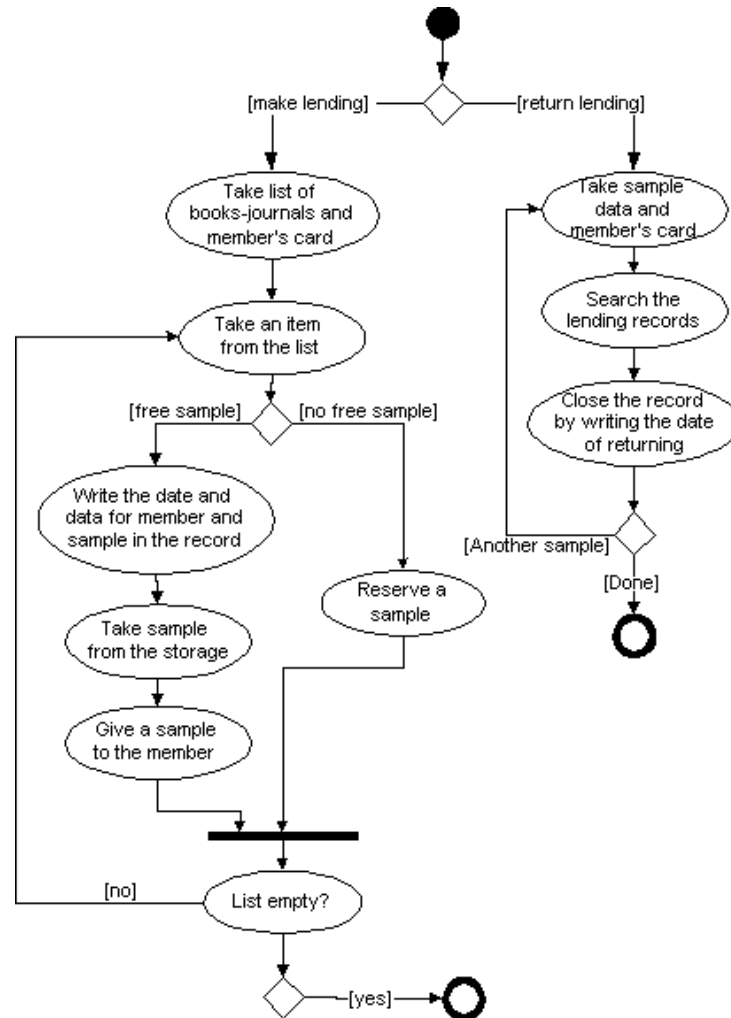 [make lending]
[return lending]
Take list of
books-journals and
member's card
Take sample
data and
member's card
Take an item
from the list
Search the
lending records
[free sample]
[no free sample]
Close the record
by writing the date
of returning
Write the date and
data for member and
sample in the record
[Another sample]
[Done]
Reserve a
sample
Take sample
from the storage
Give a sample
to the member
[no]
List empty?
[yes]